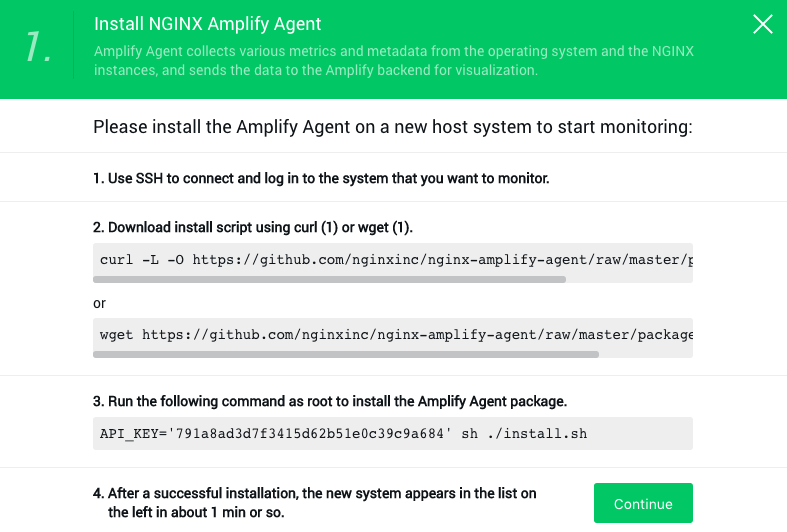 1.
Install NGINX Amplify Agent
Amplify Agent collects various metrics and metadata from the operating system and the NGINX
instances, and sends the data to the Amplify backend for visualization.
Please install the Amplify Agent on a new host system to start monitoring:
1. Use SSH to connect and log in to the system that you want to monitor.
2. Download install script using curl (1) or wget (1).
curl -L -O https://github.com/nginxinc/nginx-amplify-agent/raw/master/p
or
wget https://github.com/nginxinc/nginx-amplify-agent/raw/master/package
3. Run the following command as root to install the Amplify Agent package.
API_KEY='791a8ad3d7f3415d62b51e0c39c9a684' sh ./install.sh
4. After a successful installation, the new system appears in the list on
the left in about 1 min or so.
Continue